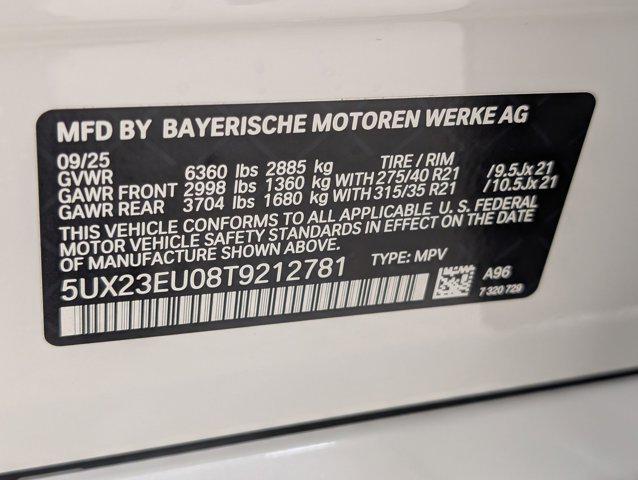 MFD BY BAYERISCHE MOTOREN WERKE AG
09/25
GVWR 6360 lbs 2885 kg TIRE / RIM
GAWR FRONT 2998 lbs 1360 kg WITH 275/40 R21 /9.5Jx21
GAWR REAR 3704 lbs 1680 kg WITH 315/35 R21 /10.5Jx21
THIS VEHICLE CONFORMS TO ALL APPLICABLE U. S. FEDERAL
MOTOR VEHICLE SAFETY STANDARDS IN EFFECT ON THE DATE
OF MANUFACTURE SHOWN ABOVE.
5UX23EU08T9212781 TYPE: MPV
A96
7 320 729